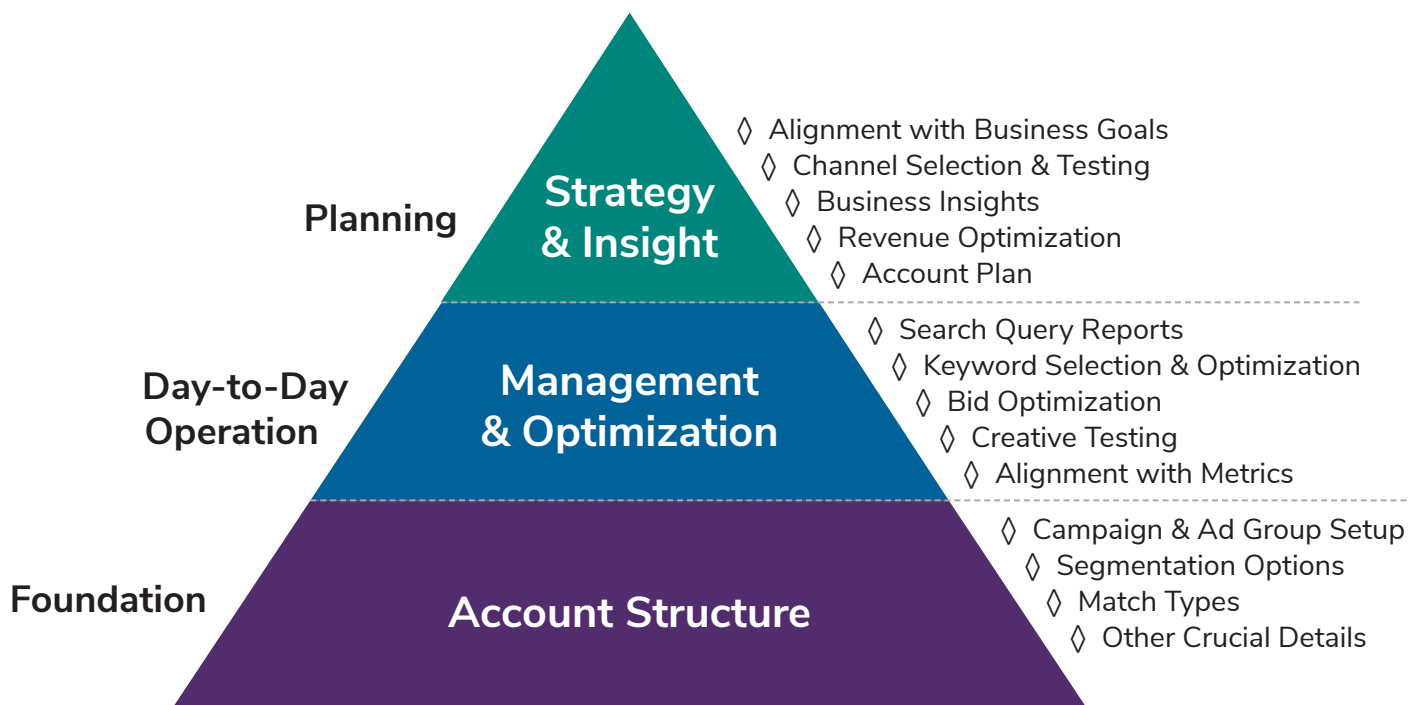 Planning
Strategy
& Insight
◊ Alignment with Business Goals
◊ Channel Selection & Testing
◊ Business Insights
◊ Revenue Optimization
◊ Account Plan
Day-to-Day
Operation
Management
& Optimization
◊ Search Query Reports
◊ Keyword Selection & Optimization
◊ Bid Optimization
◊ Creative Testing
◊ Alignment with Metrics
Foundation
Account Structure
◊ Campaign & Ad Group Setup
◊ Segmentation Options
◊ Match Types
◊ Other Crucial Details